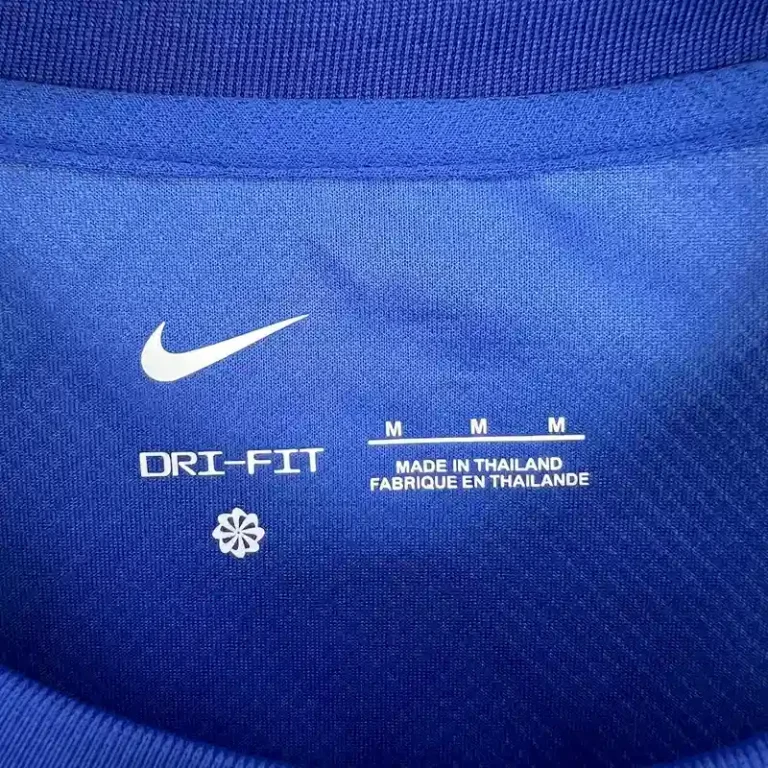 DRI-FIT
M M M
MADE IN THAILAND
FABRIQUE EN THAILANDE